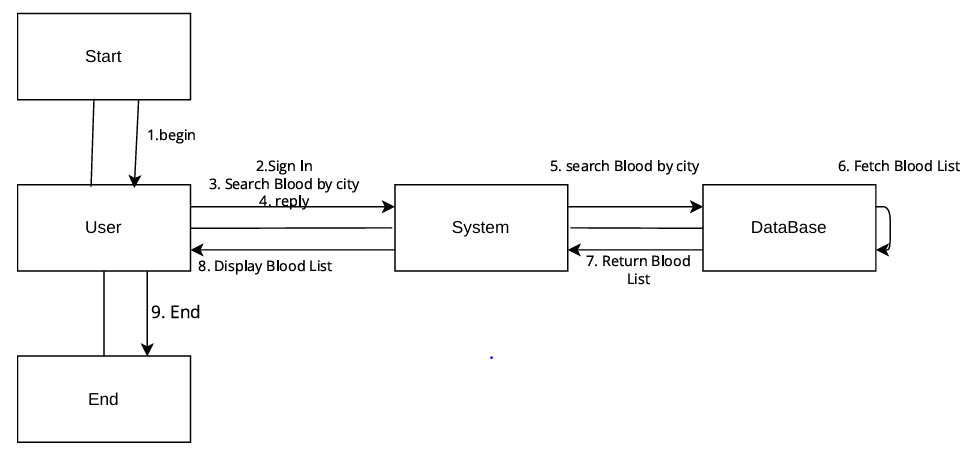 Start
1.begin
2.Sign In
3. Search Blood by city
4. reply
5. search Blood by city
6. Fetch Blood List
User
System
DataBase
8. Display Blood List
7. Return Blood
List
9. End
End